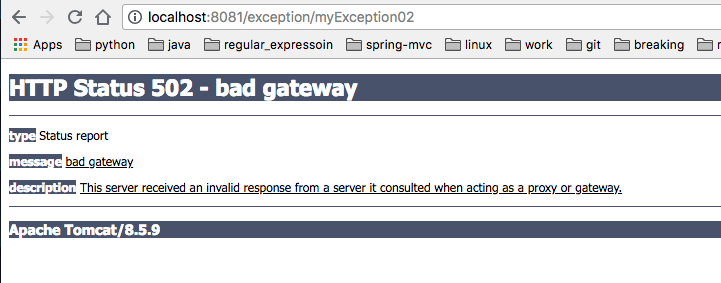 localhost:8081/exception/myException02
Apps python java regular_expressoin spring-mvc linux work git breaking
HTTP Status 502 - bad gateway
type Status report
message bad gateway
description This server received an invalid response from a server it consulted when acting as a proxy or gateway.
Apache Tomcat/8.5.9